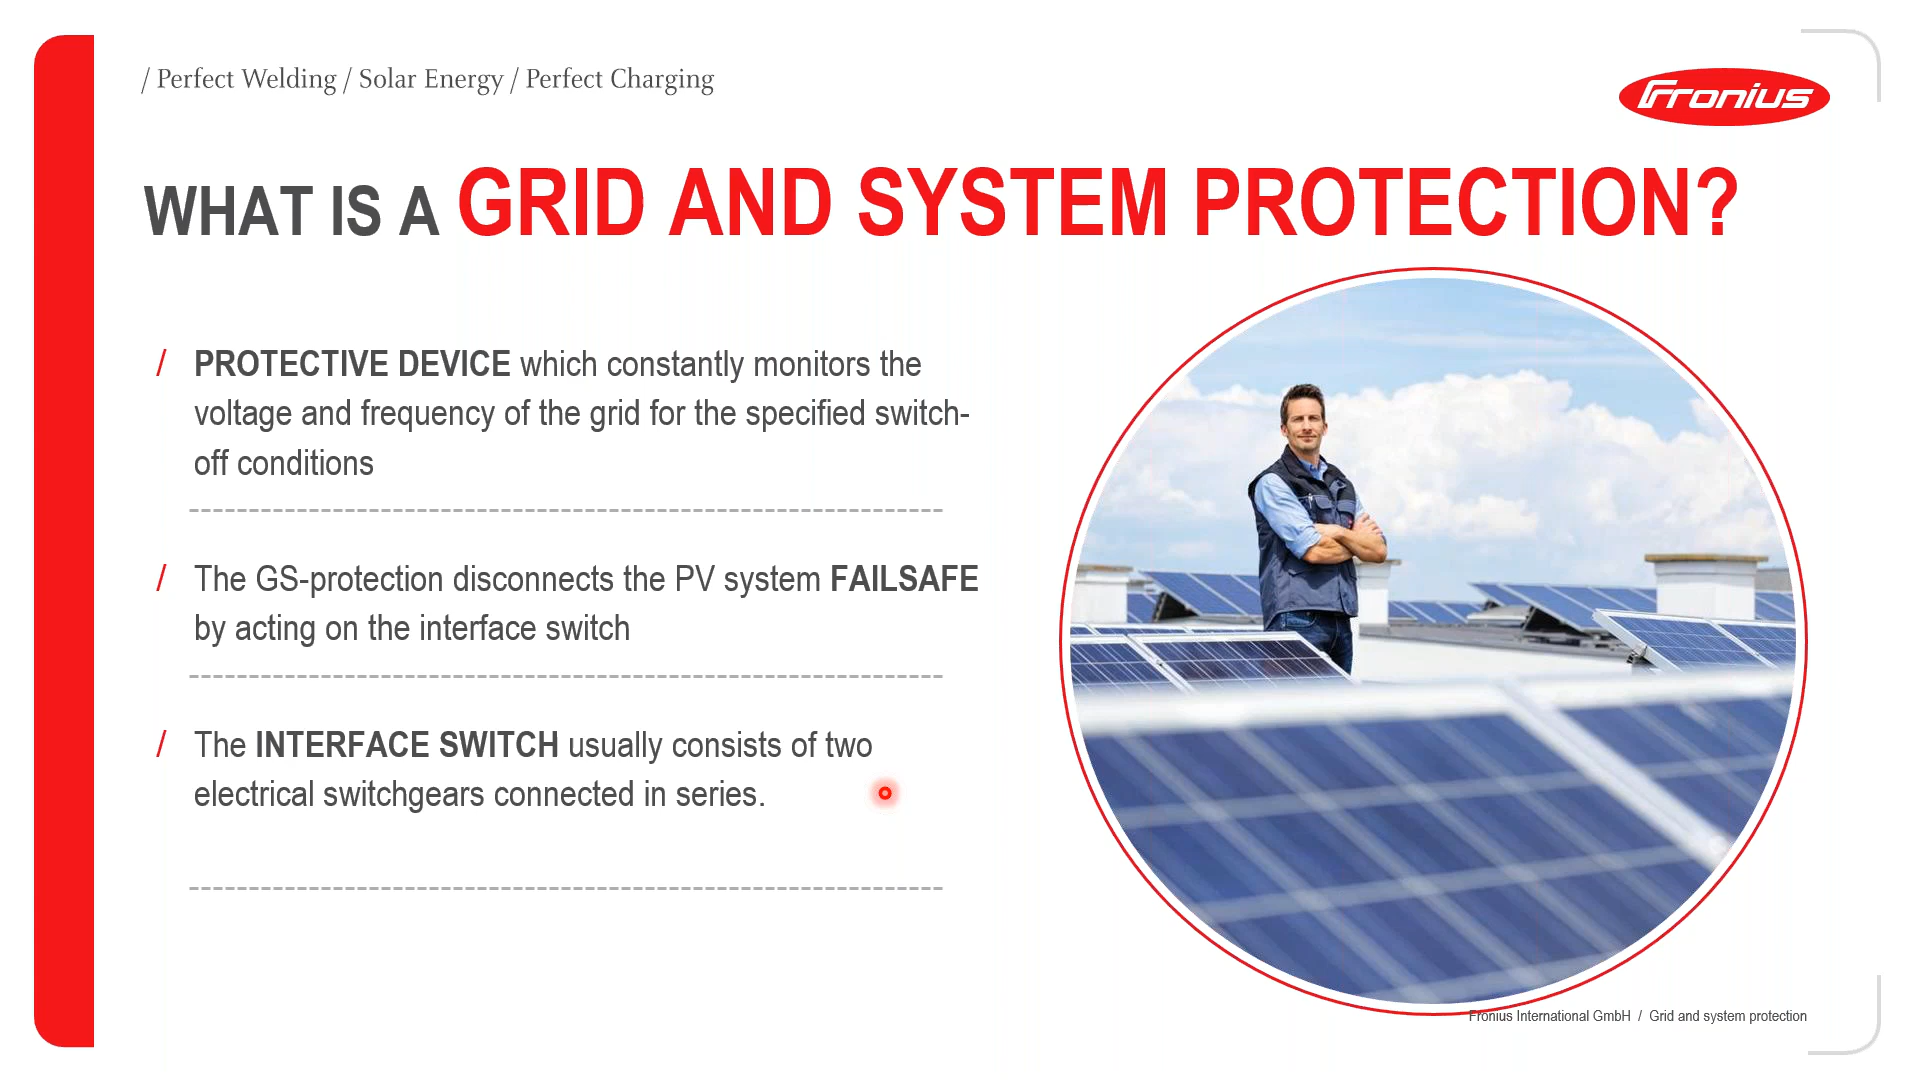 / Perfect Welding / Solar Energy / Perfect Charging
Fronius
WHAT IS A GRID AND SYSTEM PROTECTION?
/ PROTECTIVE DEVICE which constantly monitors the
voltage and frequency of the grid for the specified switch-
off conditions
/ The GS-protection disconnects the PV system FAILSAFE
by acting on the interface switch
/ The INTERFACE SWITCH usually consists of two
electrical switchgears connected in series.
Fronius International GmbH / Grid and system protection